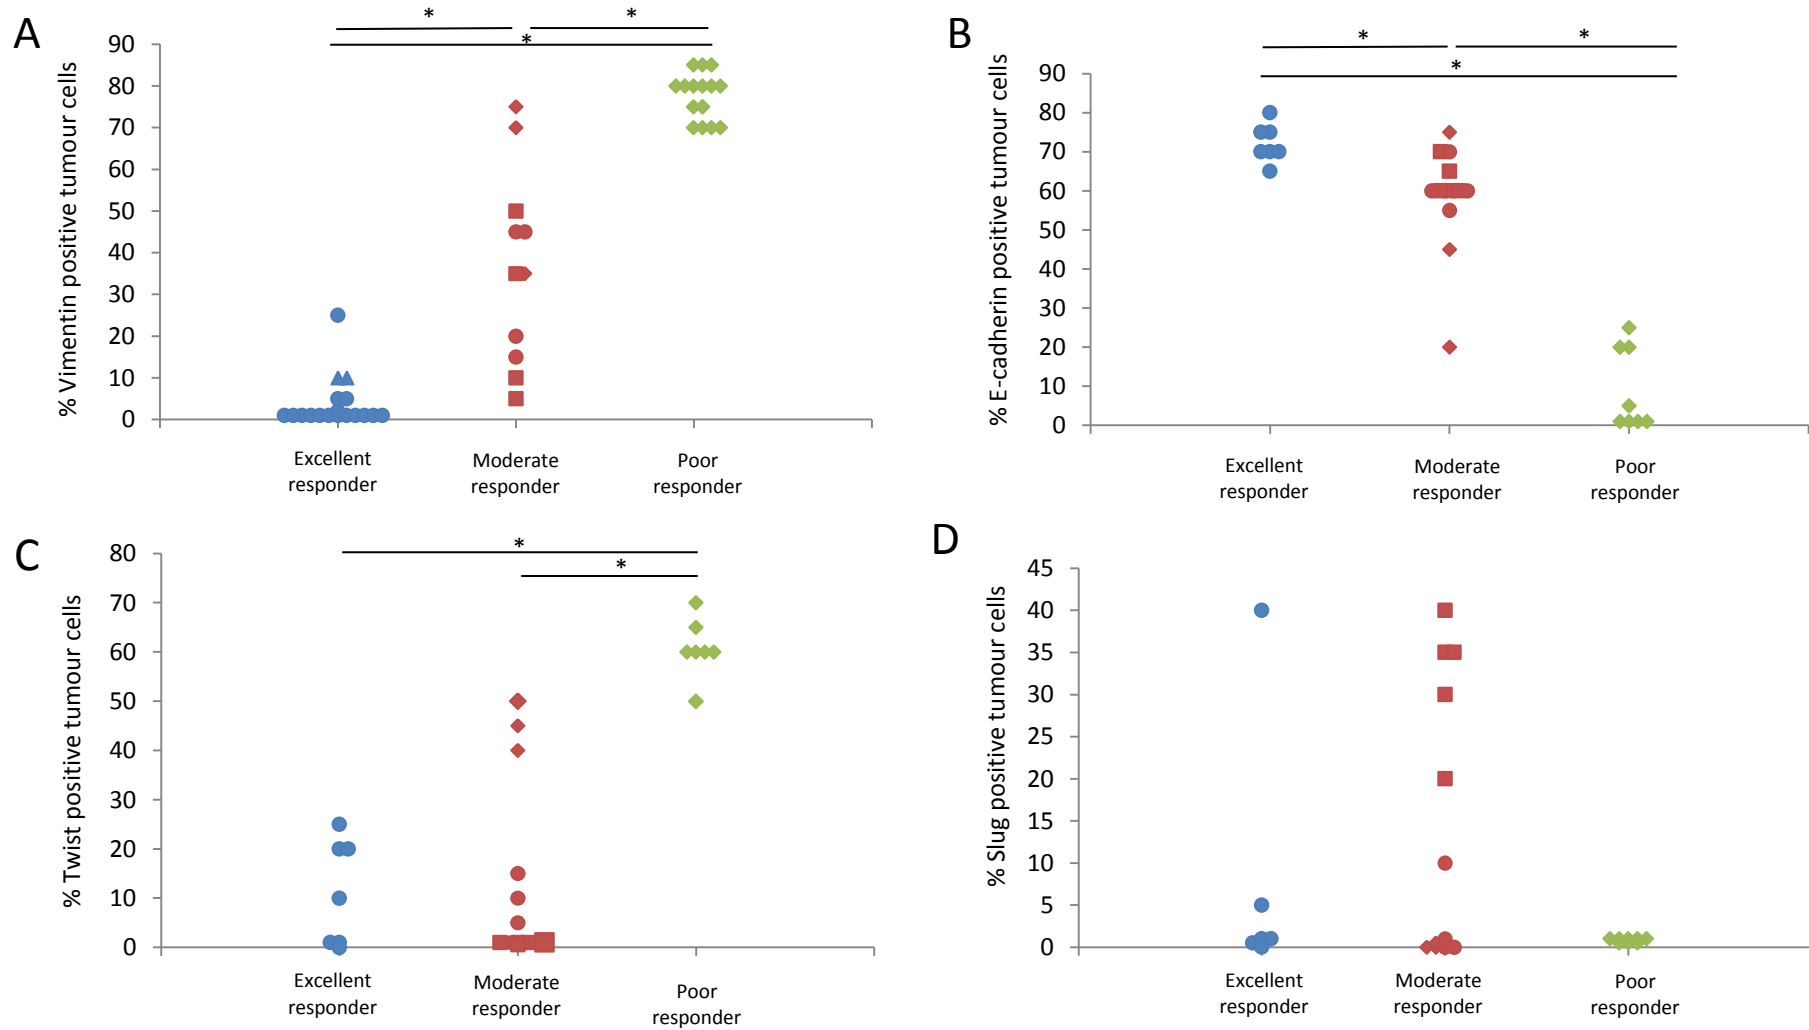 A
* *
*
% Vimentin positive tumour cells
90
80
70
60
50
40
30
20
10
0
Excellent
responder
Moderate
responder
Poor
responder
B
* *
*
% E-cadherin positive tumour cells
90
80
70
60
50
40
30
20
10
0
Excellent
responder
Moderate
responder
Poor
responder
C
*
*
% Twist positive tumour cells
80
70
60
50
40
30
20
10
0
Excellent
responder
Moderate
responder
Poor
responder
D
% Slug positive tumour cells
45
40
35
30
25
20
15
10
5
0
Excellent
responder
Moderate
responder
Poor
responder